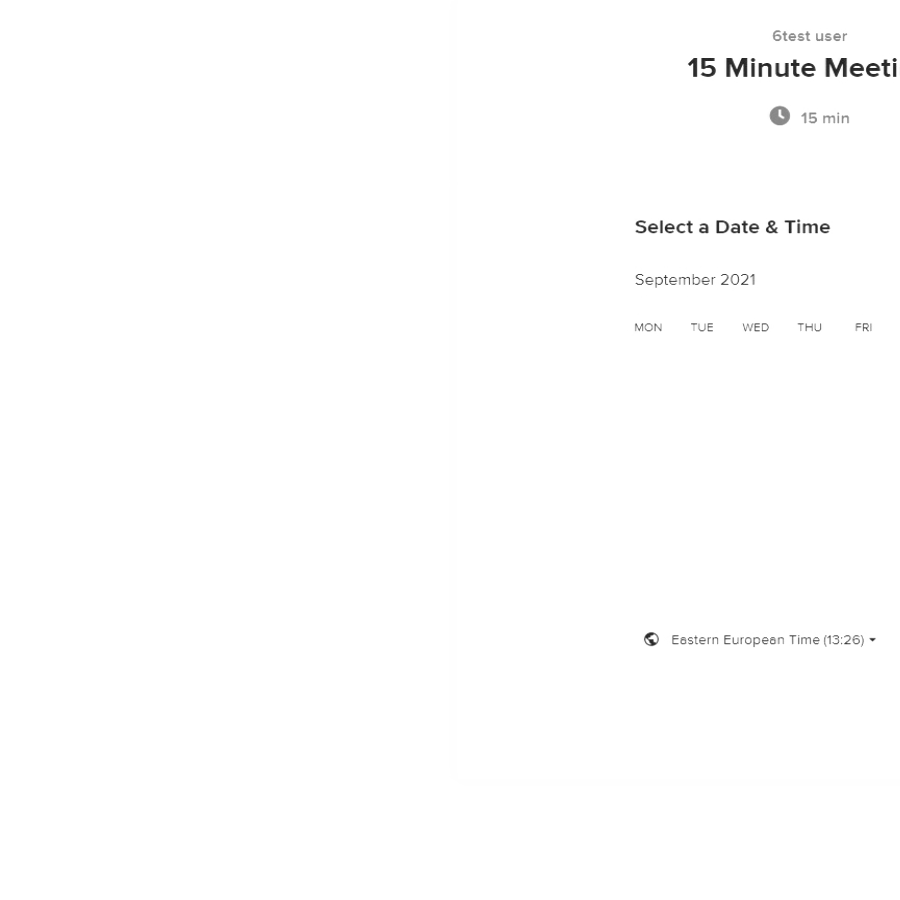 6test user
15 Minute Meeti
15 min
Select a Date & Time
September 2021
MON TUE WED THU FRI
Eastern European Time (13:26)